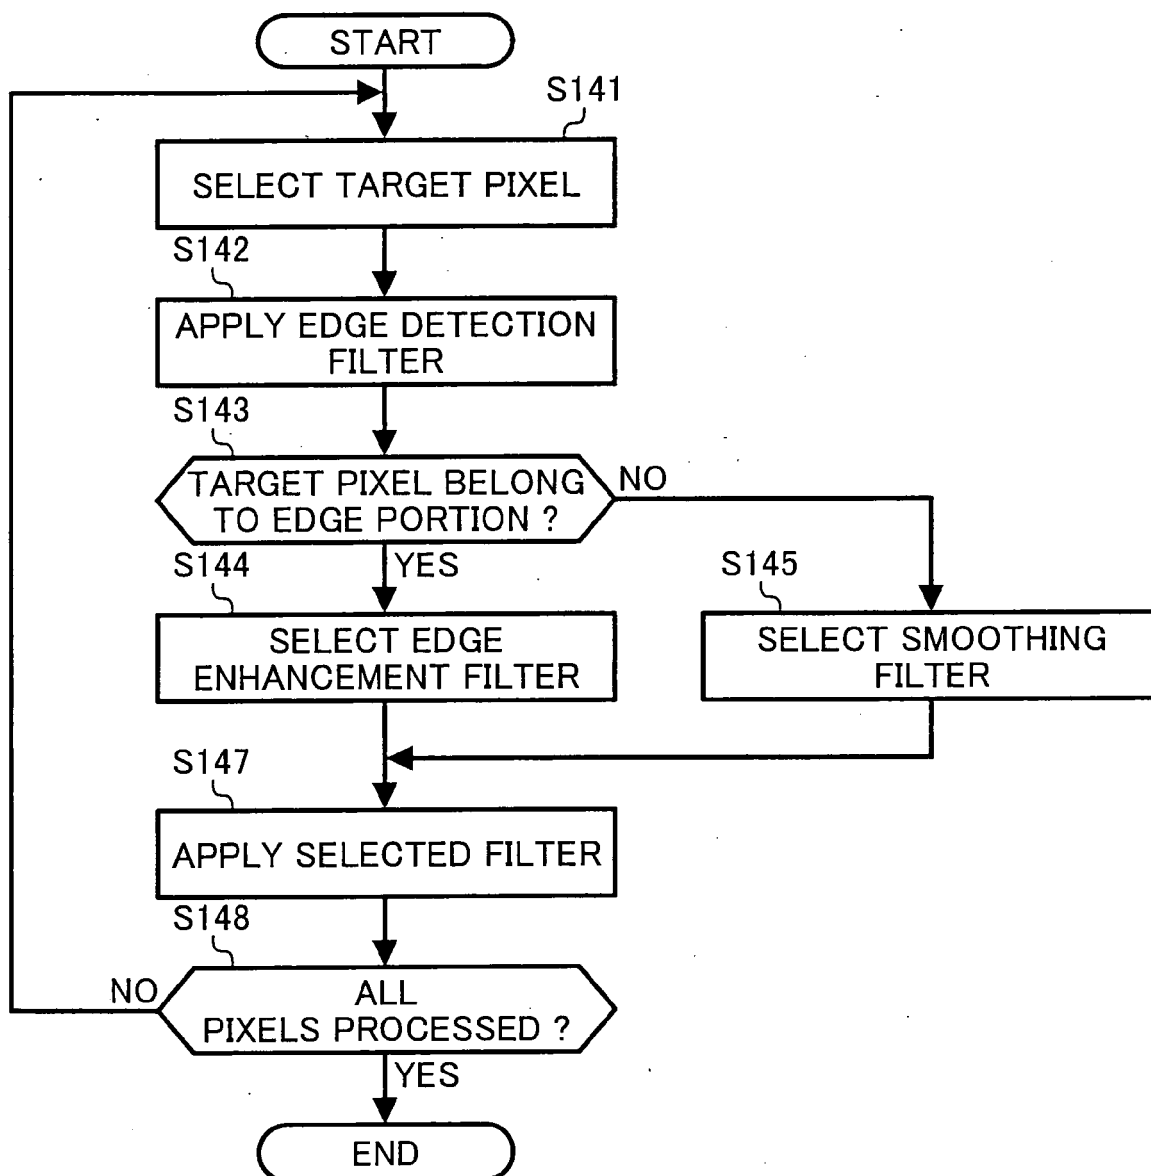 START
S141
SELECT TARGET PIXEL
S142
APPLY EDGE DETECTION
FILTER
S143
TARGET PIXEL BELONG
TO EDGE PORTION ?
NO
YES
S144
SELECT EDGE
ENHANCEMENT FILTER
S145
SELECT SMOOTHING
FILTER
S147
APPLY SELECTED FILTER
S148
ALL
PIXELS PROCESSED ?
NO
YES
END